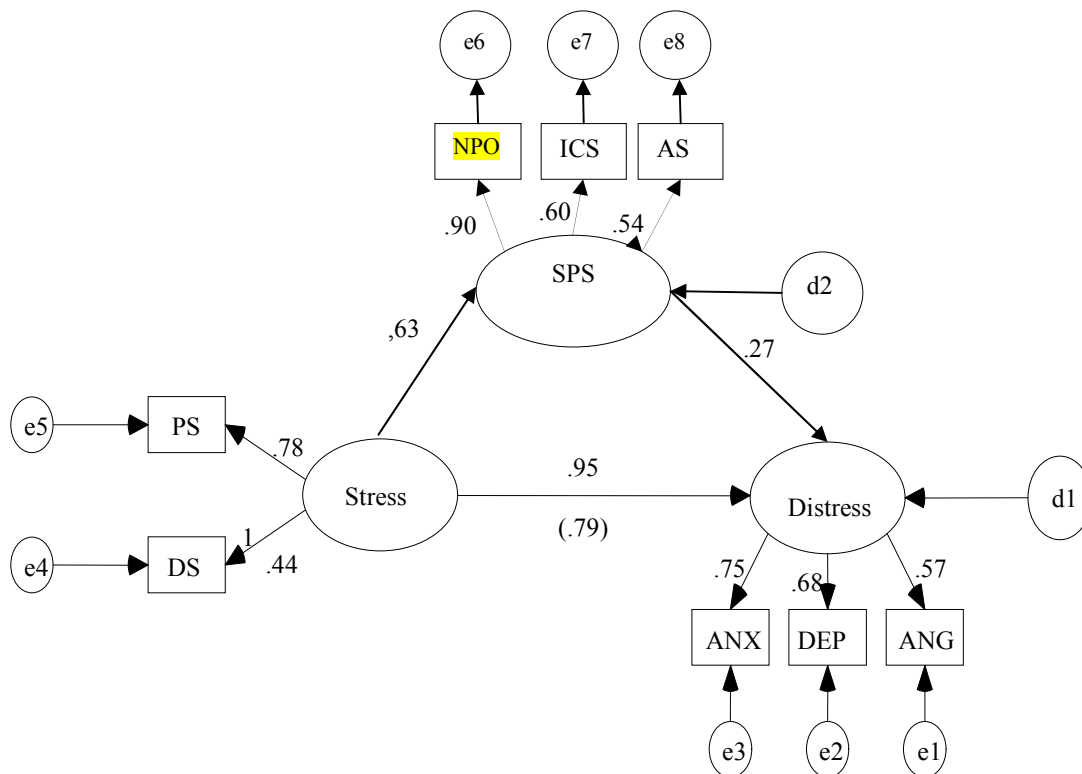 e6 e7 e8
NPO ICS AS
.90 .60 .54
SPS
d2
,63 .27
e5 PS
.78
.95
Stress
Distress d1
(.79)
1
e4 DS .44
.75 .68 .57
ANX DEP ANG
e3 e2 e1